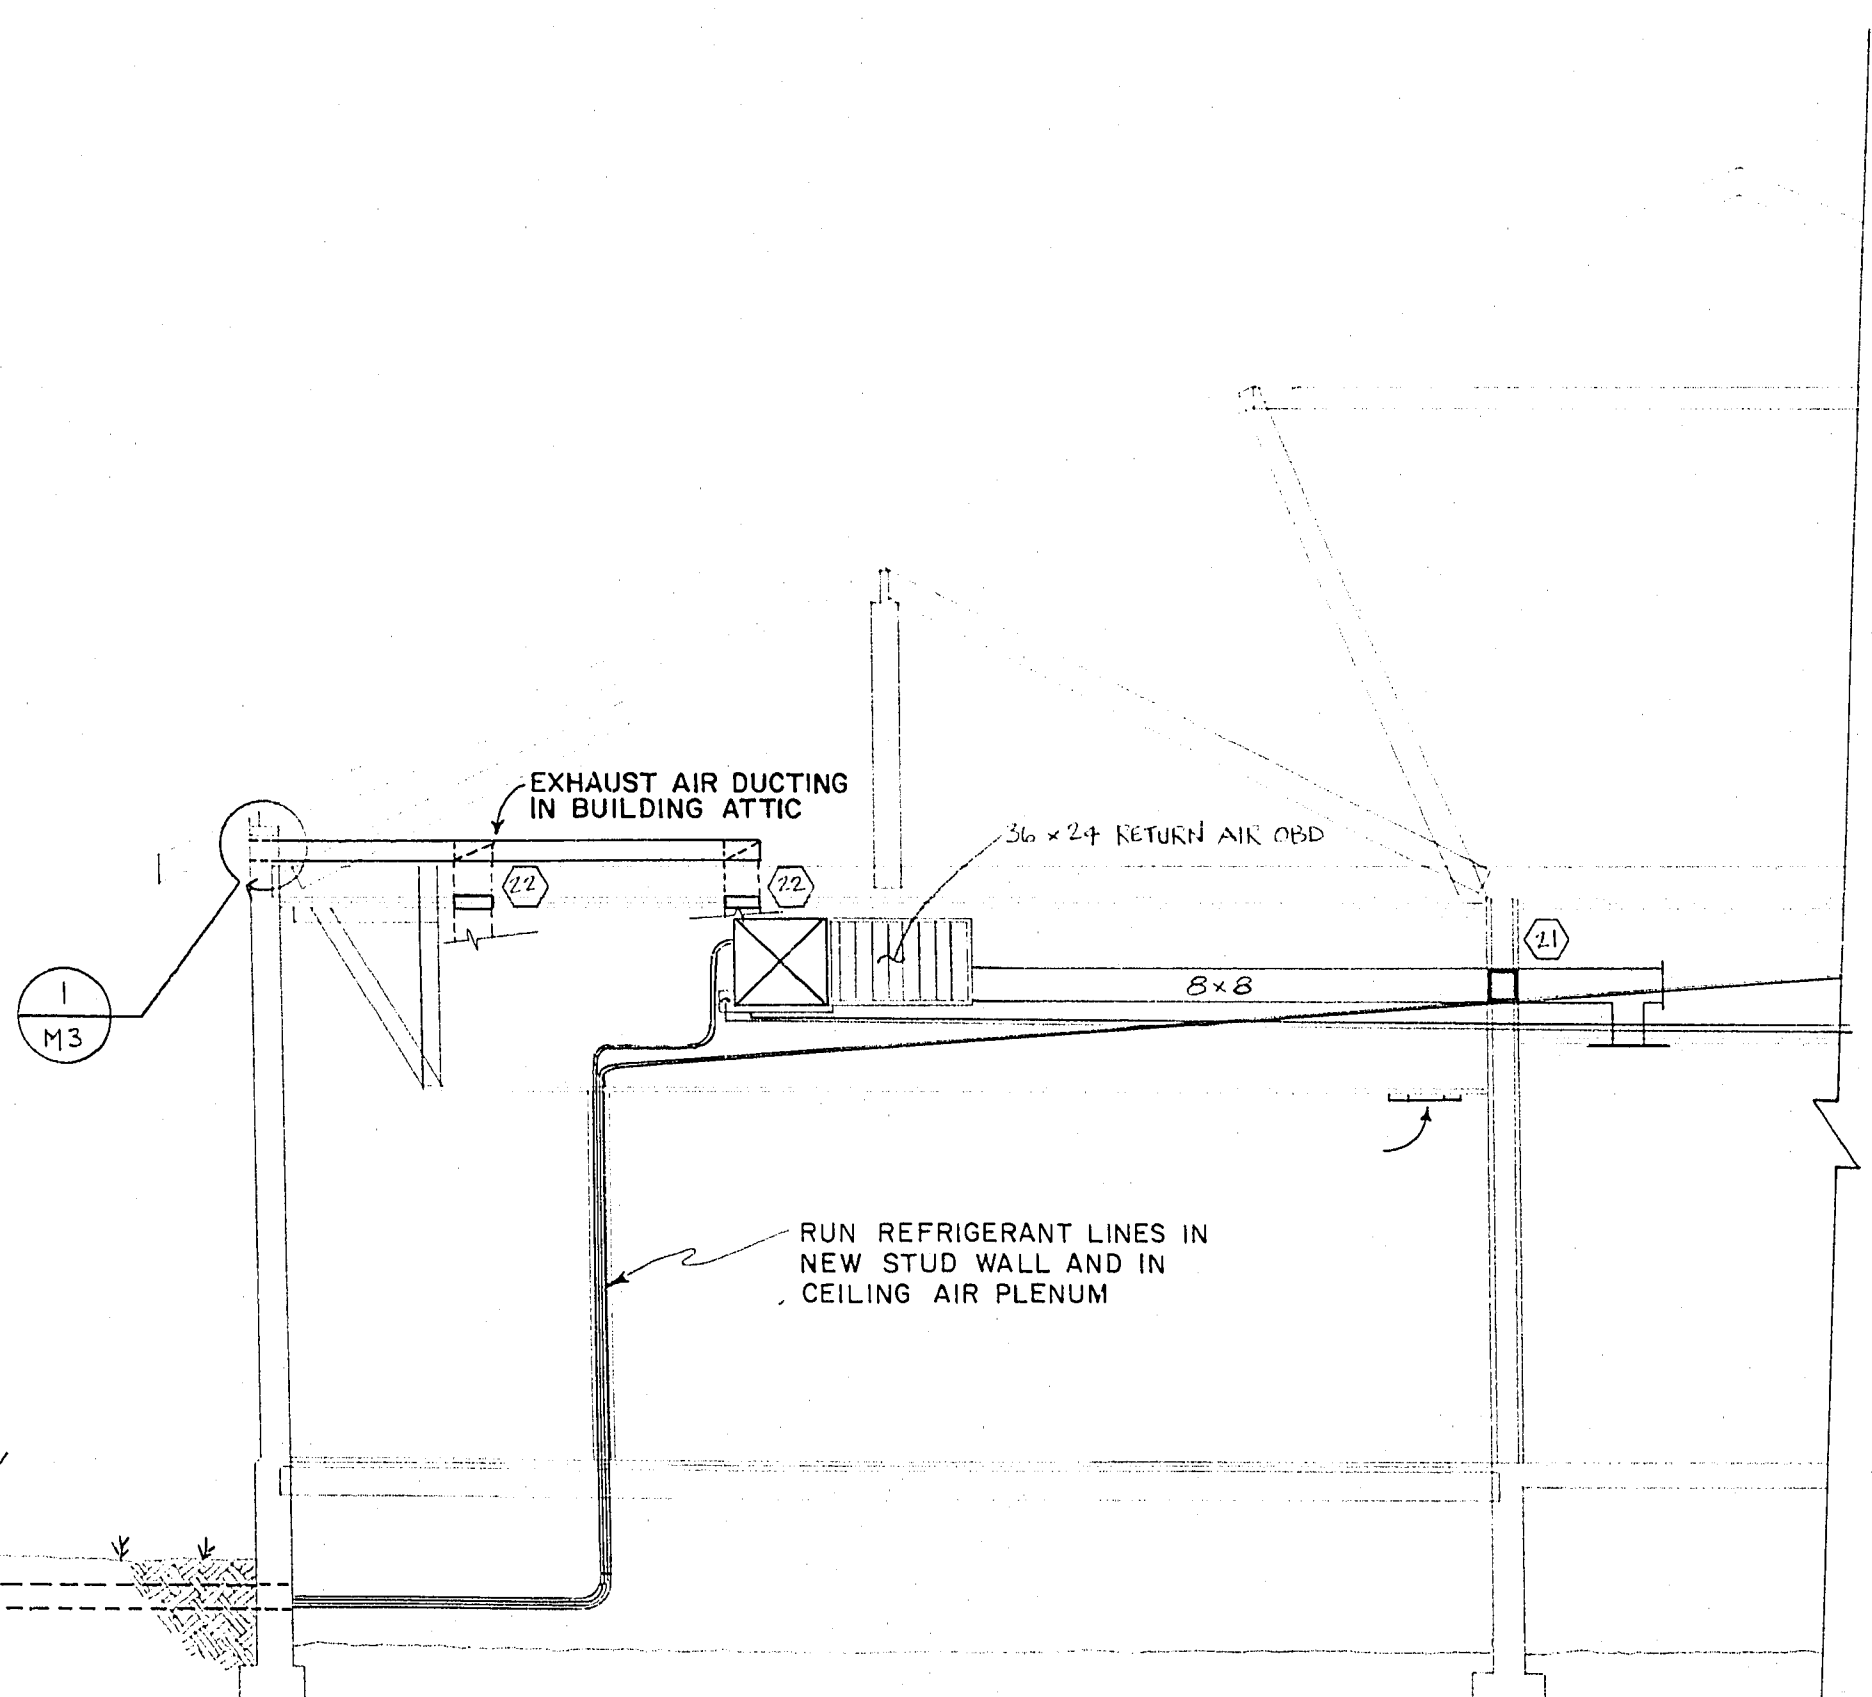 EXHAUST AIR DUCTING
IN BUILDING ATTIC
36 x 24 RETURN AIR OBD
22
22
21
8x8
1
M3
RUN REFRIGERANT LINES IN
NEW STUD WALL AND IN
CEILING AIR PLENUM